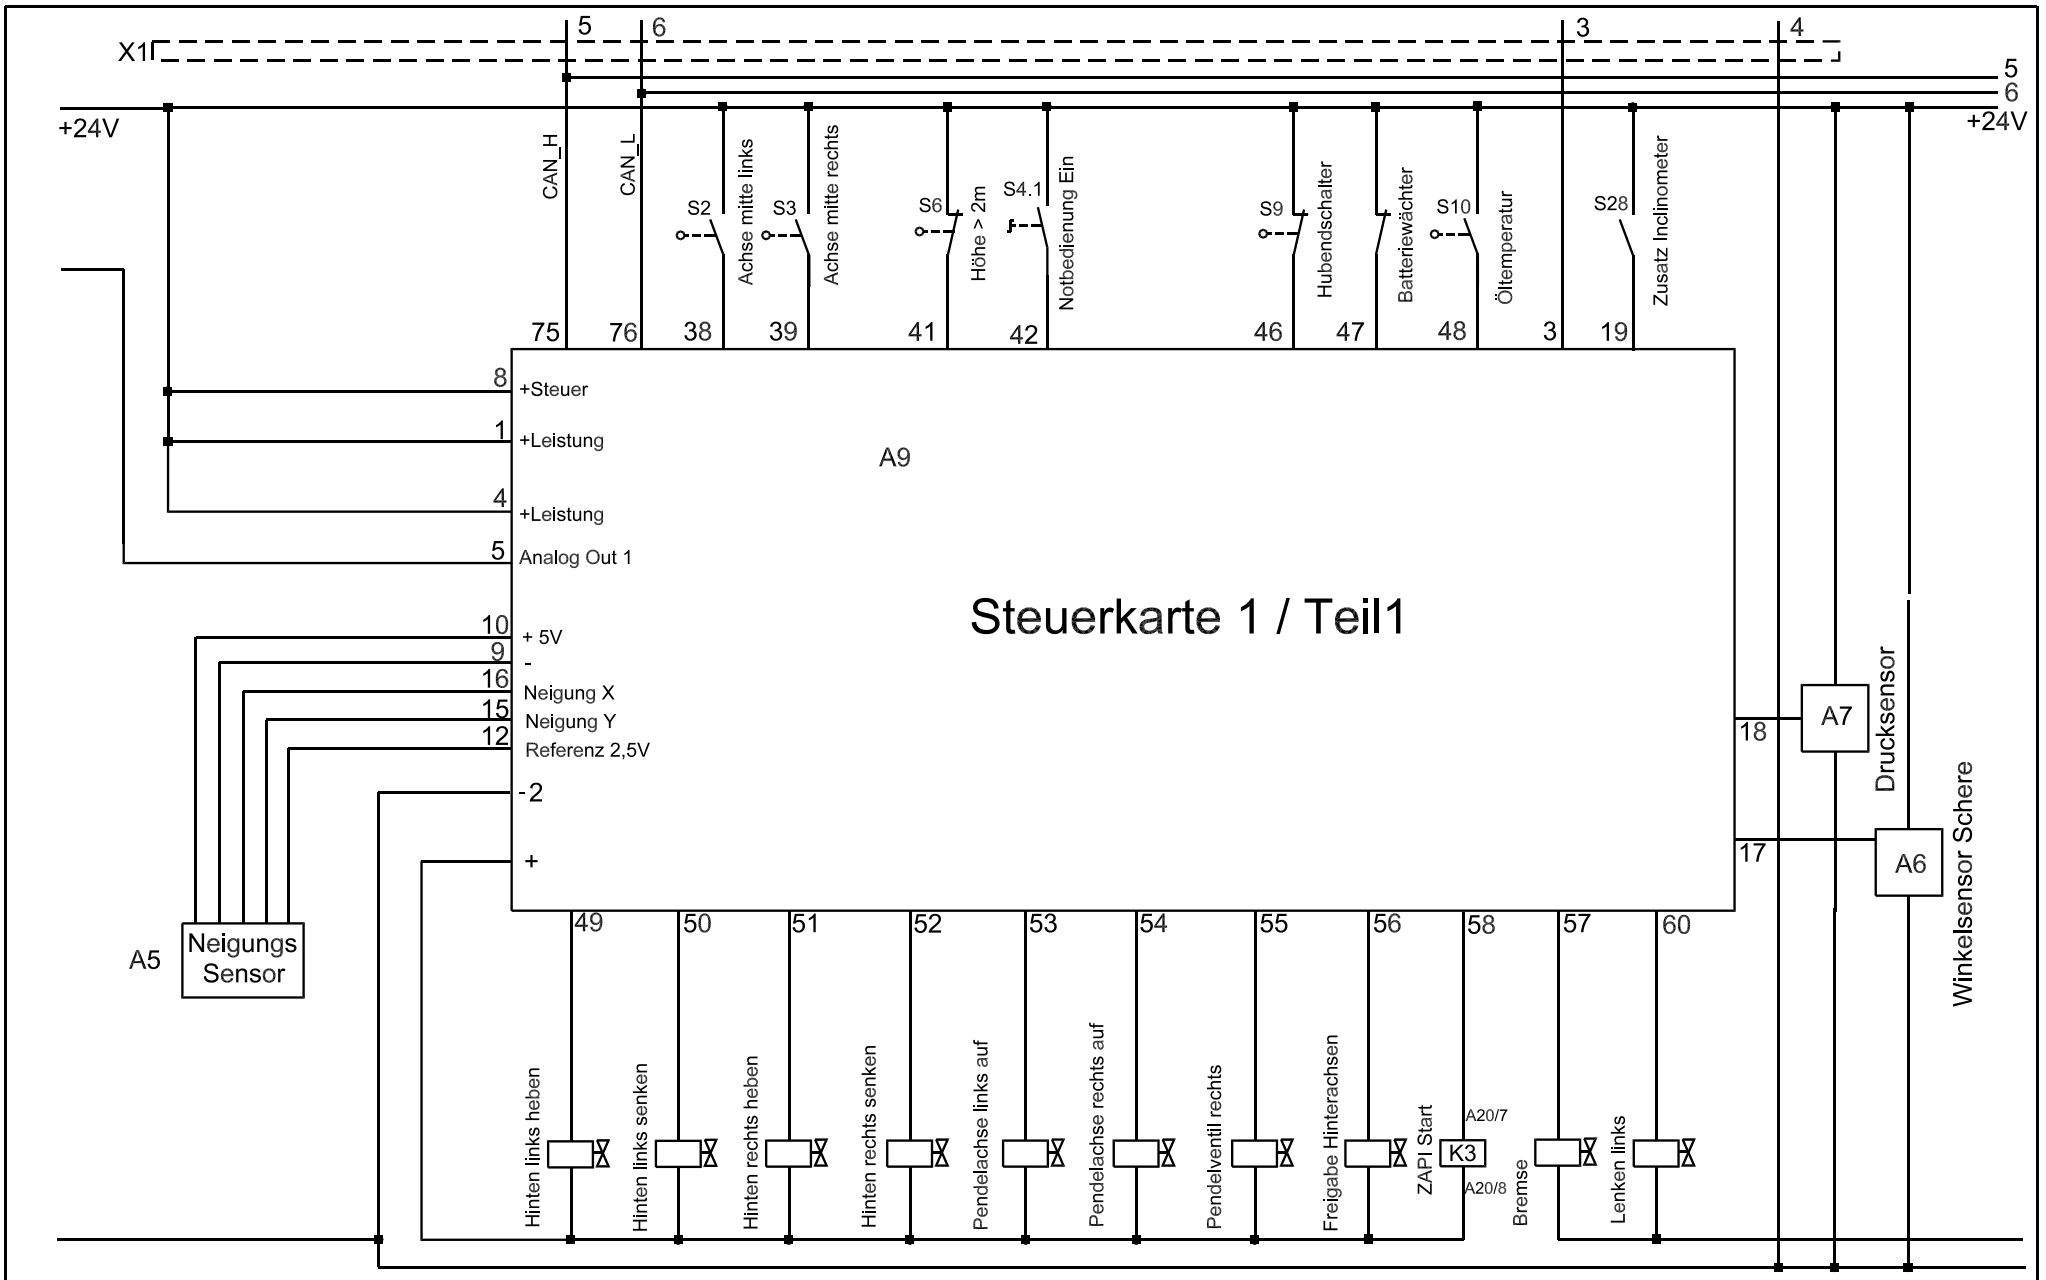 5
6
3
4
X1
5
6
+24V
+24V
CAN_H
CAN_L
S2
Achse mitte links
S3
Achse mitte rechts
S6
Höhe > 2m
S4.1
Notbedienung Ein
S9
Hubendschalter
Batteriewächter
S10
Öltemperatur
S28
Zusatz Inclinometer
75
76
38
39
41
42
46
47
48
3
19
8
+Steuer
1
+Leistung
A9
4
+Leistung
5
Analog Out 1
Steuerkarte 1 / Teil1
10
+ 5V
9
-
16
Neigung X
15
Neigung Y
12
Referenz 2,5V
-2
+
18
A7
Drucksensor
17
A6
Winkelsensor Schere
A5
Neigungs
Sensor
49
50
51
52
53
54
55
56
58
57
60
Hinten links heben
Hinten links senken
Hinten rechts heben
Hinten rechts senken
Pendelachse links auf
Pendelachse rechts auf
Pendelventil rechts
Freigabe Hinterachsen
ZAPI Start
A20/7
K3
A20/8
Bremse
Lenken links